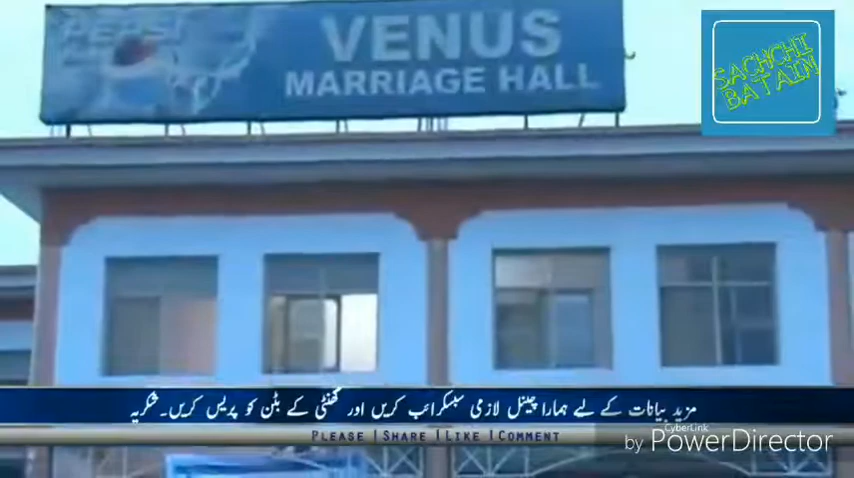 PEPSI
VENUS
MARRIAGE HALL
SACHCHI
BATAIN
مزید بیانات کے لیے ہمارا چینل لازمی سبسکرائب کریں اور گھنٹی کے بٹن کو پریس کریں۔شکریہ
PLEASE | SHARE | LIKE | COMMENT
CyberLink
by PowerDirector